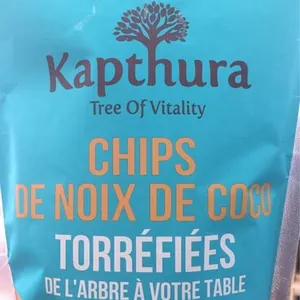 Kapthura
Tree Of Vitality
CHIPS
DE NOIX DE COCO
TORRÉFIÉES
DE L'ARBRE À VOTRE TABLE